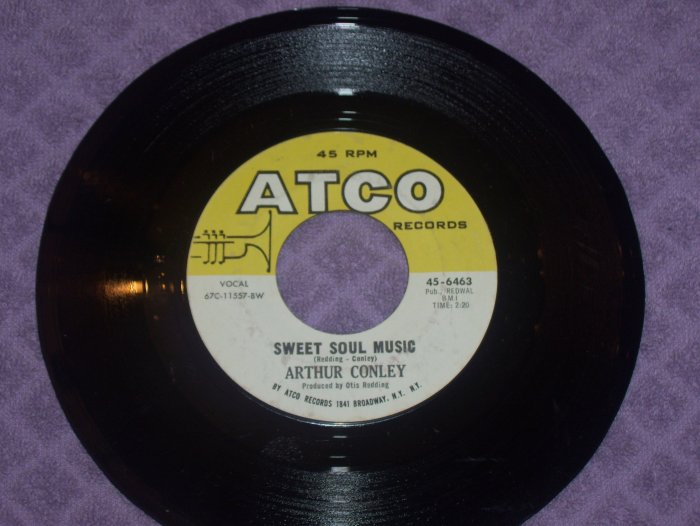 45 RPM
ATCO
RECORDS
VOCAL
67C-11557-BW
45-6463
Pub., REDWAL
BMI
TIME: 2:20
SWEET SOUL MUSIC
(Redding - Conley)
ARTHUR CONLEY
Produced by Otis Redding
BY ATCO RECORDS 1841 BROADWAY, N.Y. N.Y.